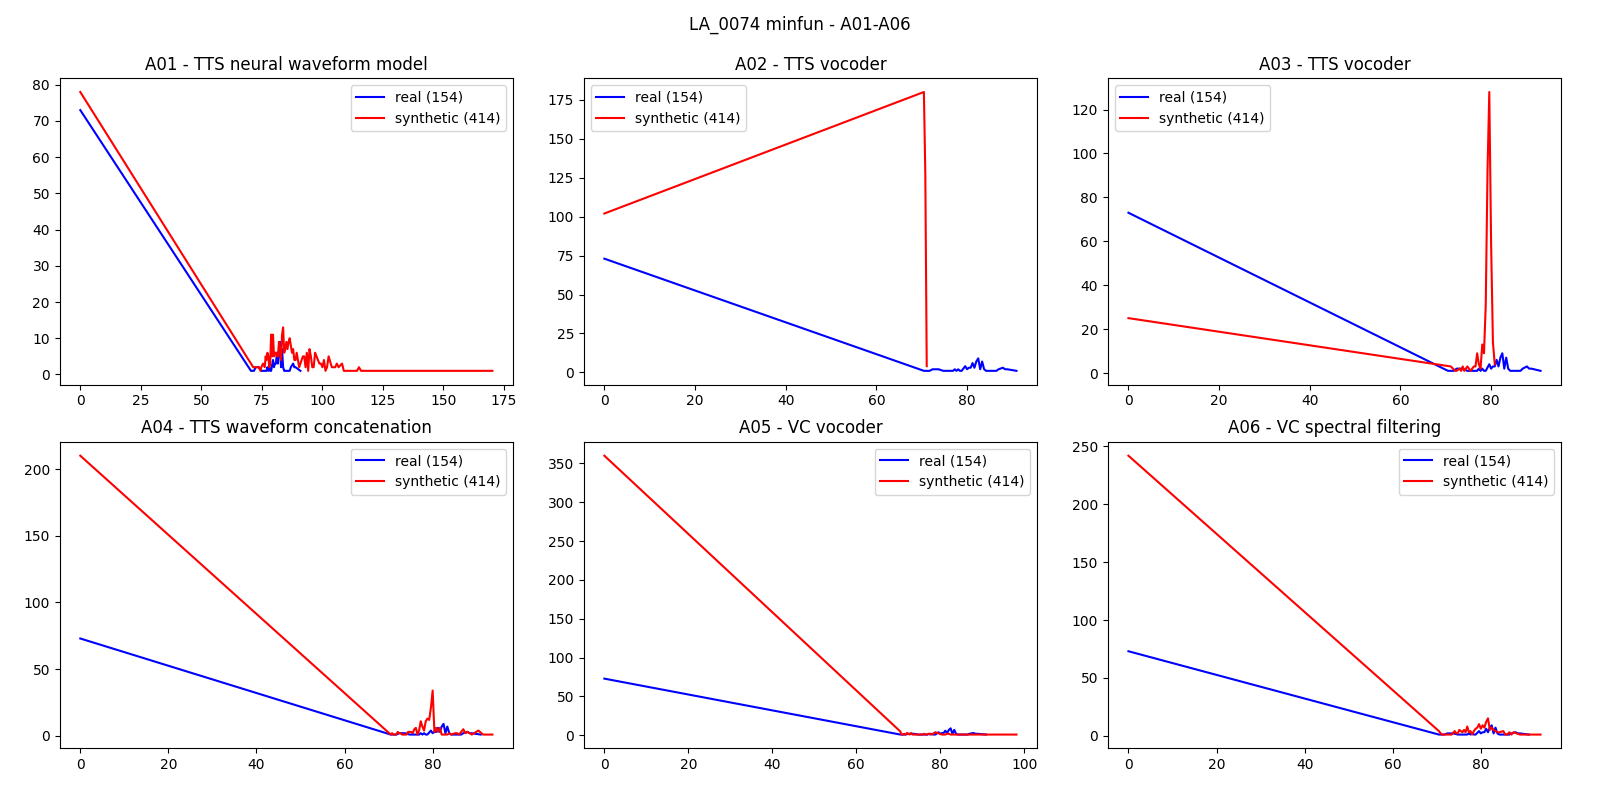 LA_0074 minfun - A01-A06
A01 - TTS neural waveform model
80
70
60
50
40
30
20
10
0
0 25 50 75 100 125 150 175
real (154)
synthetic (414)
A02 - TTS vocoder
175
150
125
100
75
50
25
0
0 20 40 60 80
real (154)
synthetic (414)
A03 - TTS vocoder
120
100
80
60
40
20
0
0 20 40 60 80
real (154)
synthetic (414)
A04 - TTS waveform concatenation
200
150
100
50
0
0 20 40 60 80
real (154)
synthetic (414)
A05 - VC vocoder
350
300
250
200
150
100
50
0
0 20 40 60 80 100
real (154)
synthetic (414)
A06 - VC spectral filtering
250
200
150
100
50
0
0 20 40 60 80
real (154)
synthetic (414)